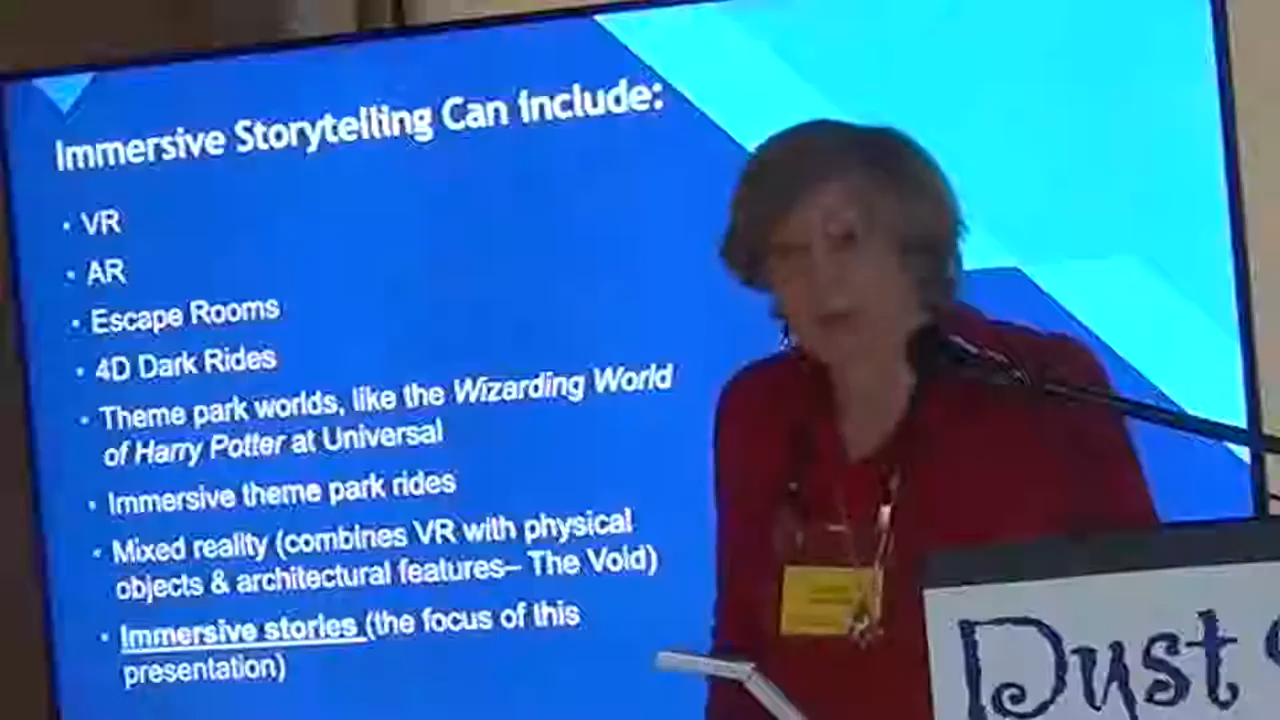 Immersive Storytelling Can Include:
• VR
• AR
• Escape Rooms
• 4D Dark Rides
• Theme park worlds, like the Wizarding World
of Harry Potter at Universal
• Immersive theme park rides
• Mixed reality (combines VR with physical
objects & architectural features– The Void)
• Immersive stories (the focus of this
presentation)
Dust